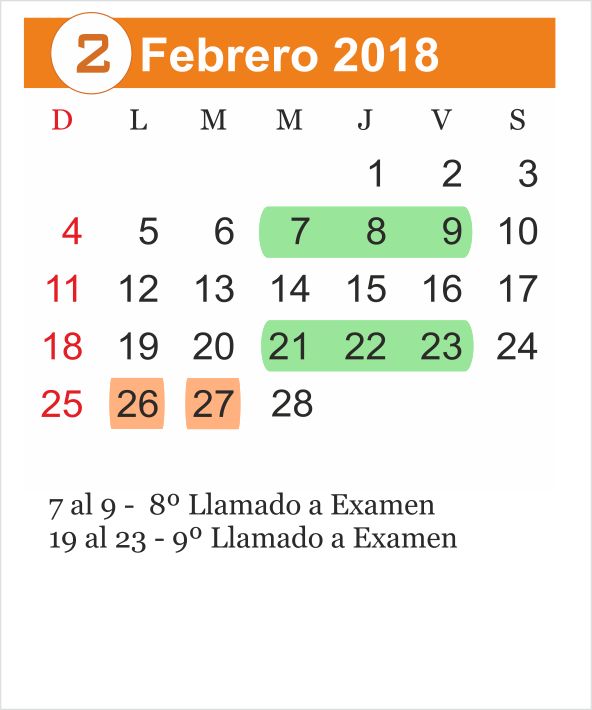 2 Febrero 2018
D L M M J V S
1 2 3
4 5 6 7 8 9 10
11 12 13 14 15 16 17
18 19 20 21 22 23 24
25 26 27 28
7 al 9 - 8º Llamado a Examen
19 al 23 - 9º Llamado a Examen